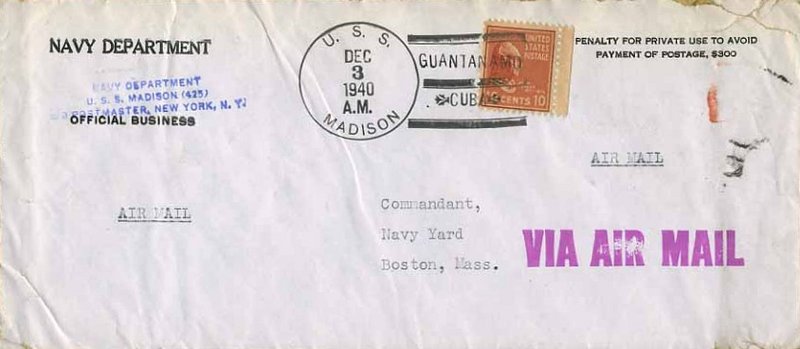 NAVY DEPARTMENT
NAVY DEPARTMENT
U. S. S. MADISON (425)
POSTMASTER, NEW YORK, N. Y.
OFFICIAL BUSINESS
U. S. S.
DEC
3
1940
A.M.
MADISON
GUANTANAMO
CUBA
UNITED
STATES
POSTAGE
CENTS 10
PENALTY FOR PRIVATE USE TO AVOID
PAYMENT OF POSTAGE, $300
AIR MAIL
AIR MAIL
Commandant,
Navy Yard
Boston, Mass.
VIA AIR MAIL